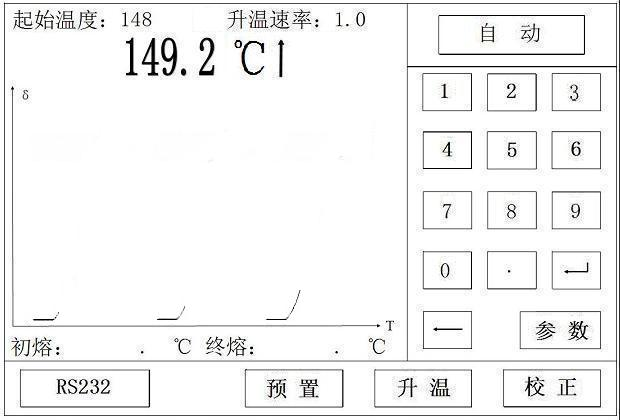 起始温度：148 升温速率：1.0
149.2 ℃↑
自 动
δ
1 2 3
4 5 6
7 8 9
0 . ↵
← 参 数
T
初熔： . ℃ 终熔： . ℃
RS232 预 置 升 温 校 正